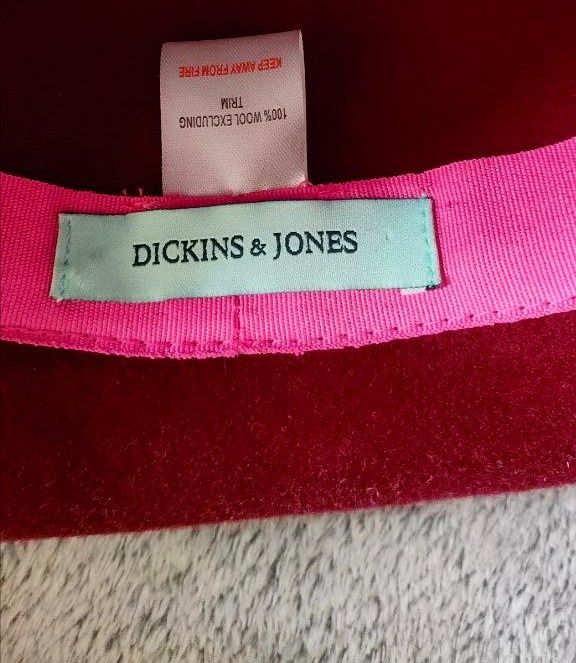 100% WOOL EXCLUDING
TRIM
KEEP AWAY FROM FIRE
DICKINS & JONES